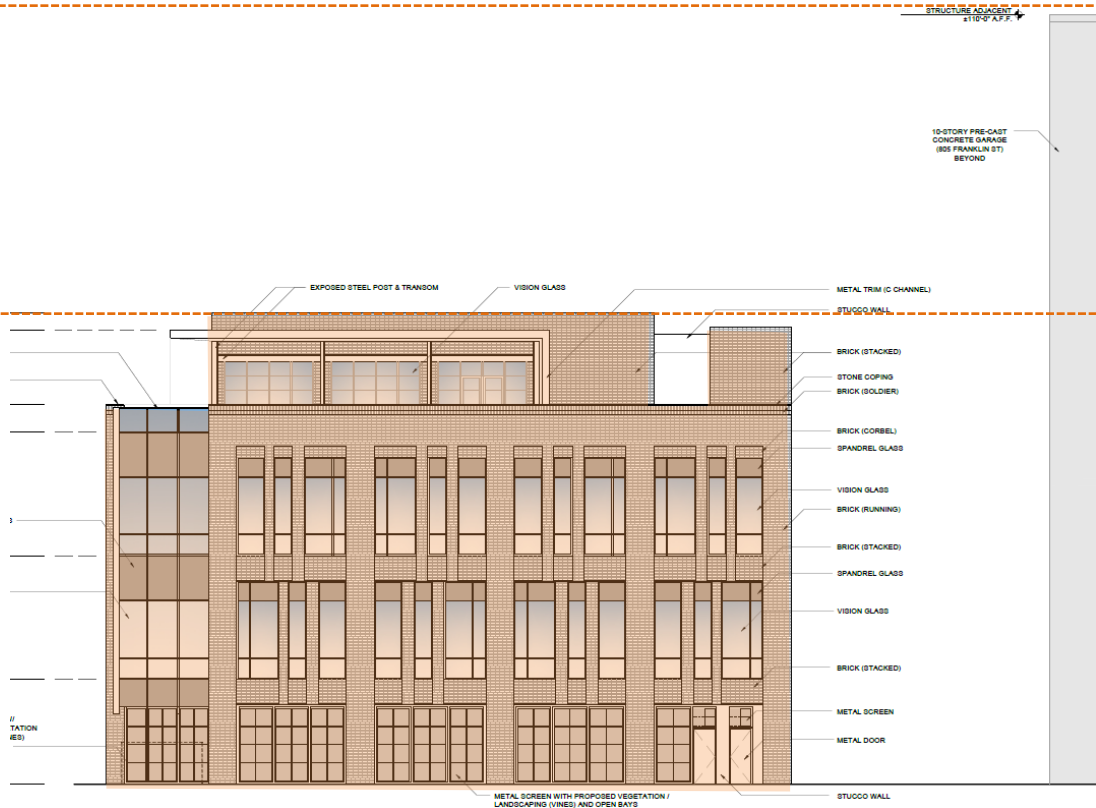 STRUCTURE ADJACENT
±110'-0" A.F.F.
10-STORY PRE-CAST
CONCRETE GARAGE
(805 FRANKLIN ST)
BEYOND
EXPOSED STEEL POST & TRANSOM
VISION GLASS
METAL TRIM (C CHANNEL)
STUCCO WALL
BRICK (STACKED)
STONE COPING
BRICK (SOLDIER)
BRICK (CORBEL)
SPANDREL GLASS
VISION GLASS
BRICK (RUNNING)
BRICK (STACKED)
SPANDREL GLASS
VISION GLASS
BRICK (STACKED)
METAL SCREEN
METAL DOOR
STUCCO WALL
METAL SCREEN WITH PROPOSED VEGETATION /
LANDSCAPING (VINES) AND OPEN BAYS